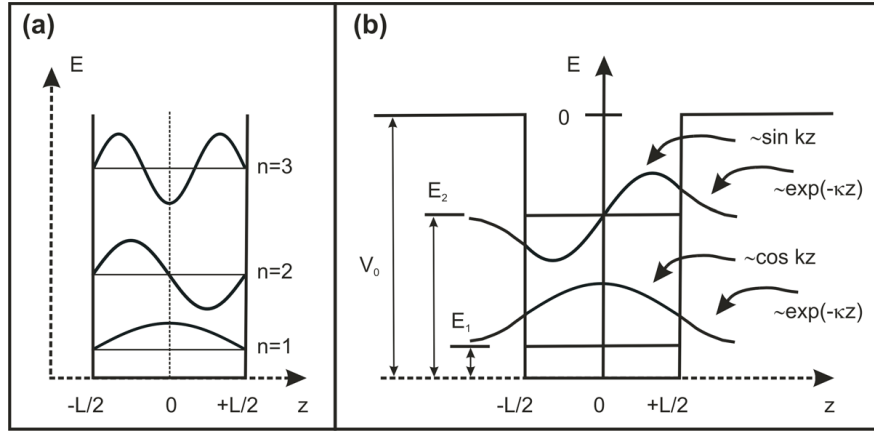 (a)
E
n=3
n=2
n=1
-L/2 0 +L/2 z
(b)
E
0
~sin kz
~exp(-κz)
E₂
V₀
~cos kz
~exp(-κz)
E₁
-L/2 0 +L/2 z